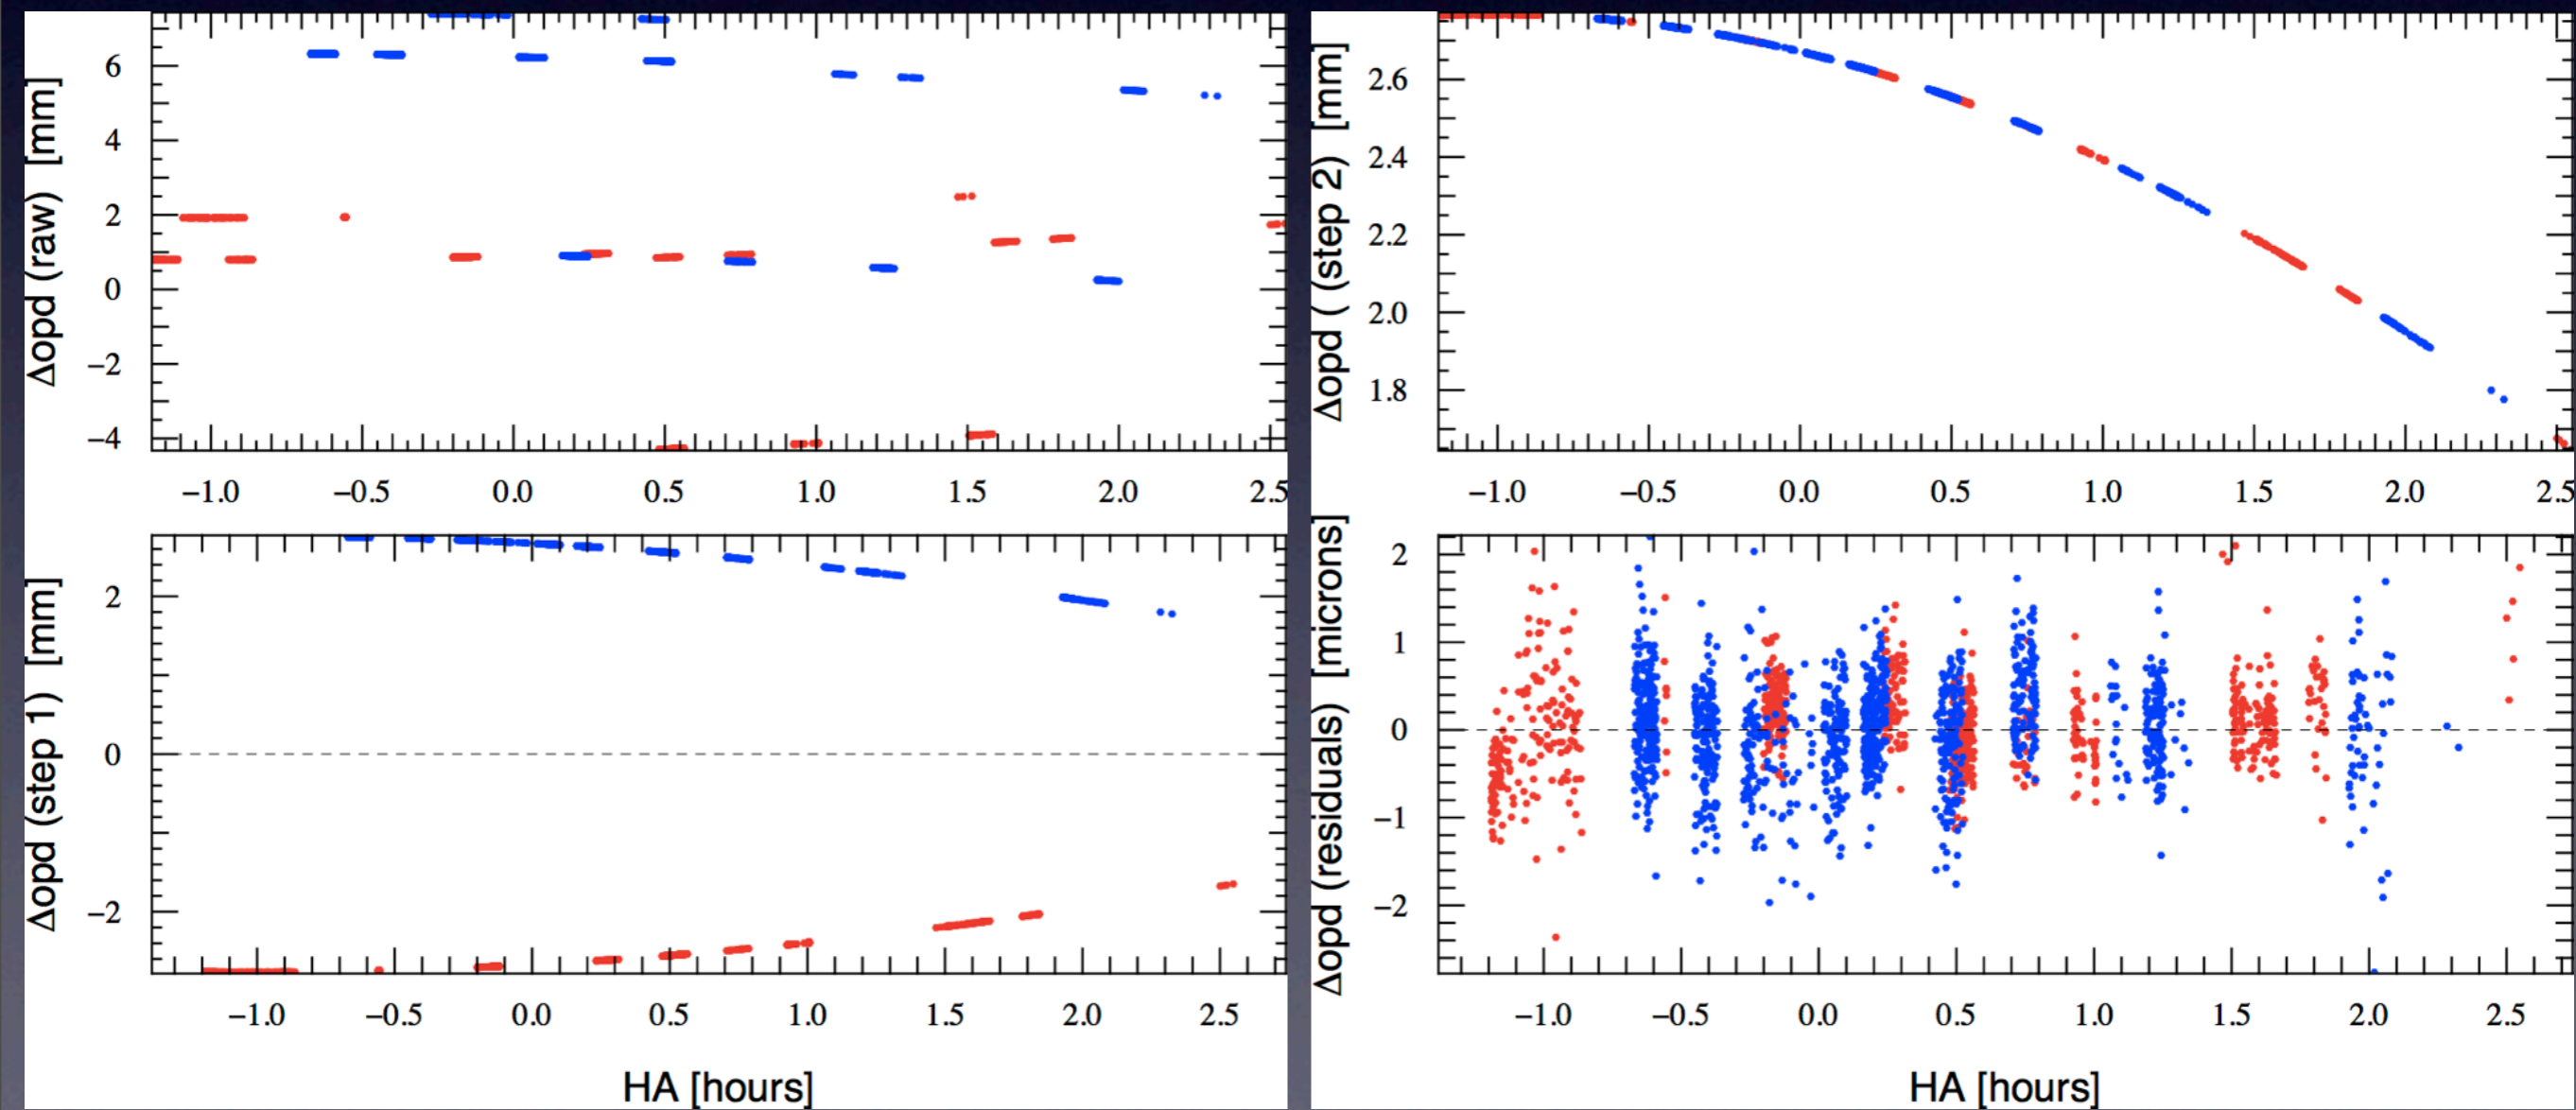 Δopd (raw) [mm]
6
4
2
0
−2
−4
−1.0 −0.5 0.0 0.5 1.0 1.5 2.0 2.5
Δopd ( (step 2) [mm]
2.6
2.4
2.2
2.0
1.8
−1.0 −0.5 0.0 0.5 1.0 1.5 2.0 2.5
Δopd (step 1) [mm]
2
0
−2
−1.0 −0.5 0.0 0.5 1.0 1.5 2.0 2.5
HA [hours]
Δopd (residuals) [microns]
2
1
0
−1
−2
−1.0 −0.5 0.0 0.5 1.0 1.5 2.0 2.5
HA [hours]